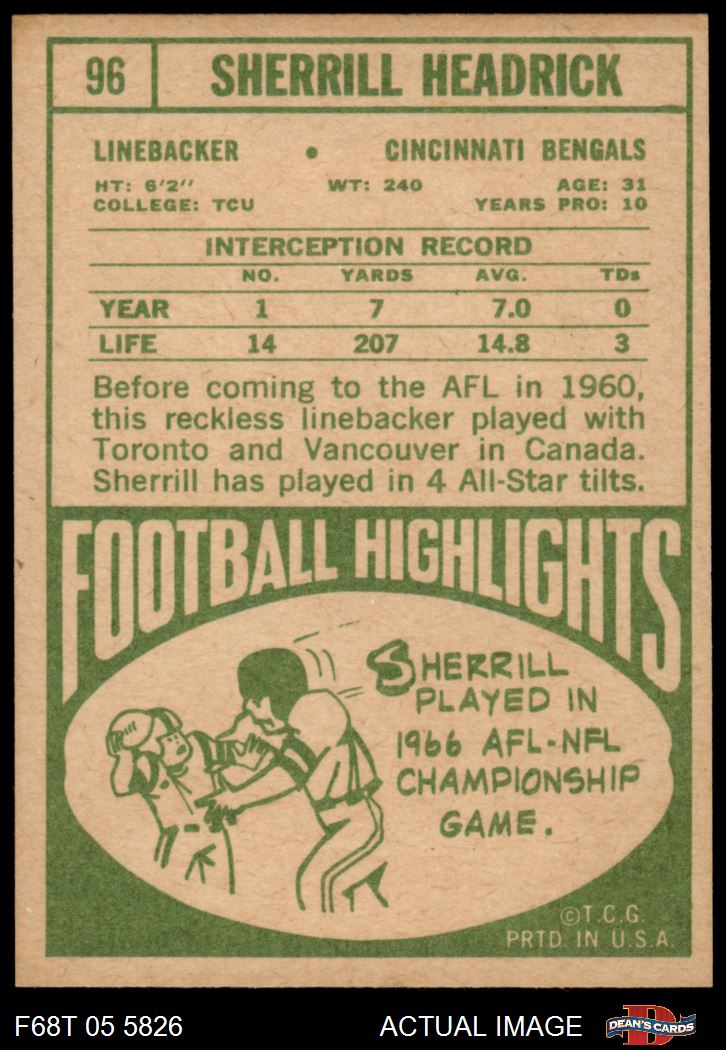 96 SHERRILL HEADRICK
LINEBACKER • CINCINNATI BENGALS
HT: 6'2" WT: 240 AGE: 31
COLLEGE: TCU YEARS PRO: 10
INTERCEPTION RECORD
NO. YARDS AVG. TDs
YEAR 1 7 7.0 0
LIFE 14 207 14.8 3
Before coming to the AFL in 1960,
this reckless linebacker played with
Toronto and Vancouver in Canada.
Sherrill has played in 4 All-Star tilts.
FOOTBALL HIGHLIGHTS
SHERRILL
PLAYED IN
1966 AFL-NFL
CHAMPIONSHIP
GAME.
©T.C.G.
PRTD. IN U.S.A.
F68T 05 5826 ACTUAL IMAGE D DEAN'S CARDS